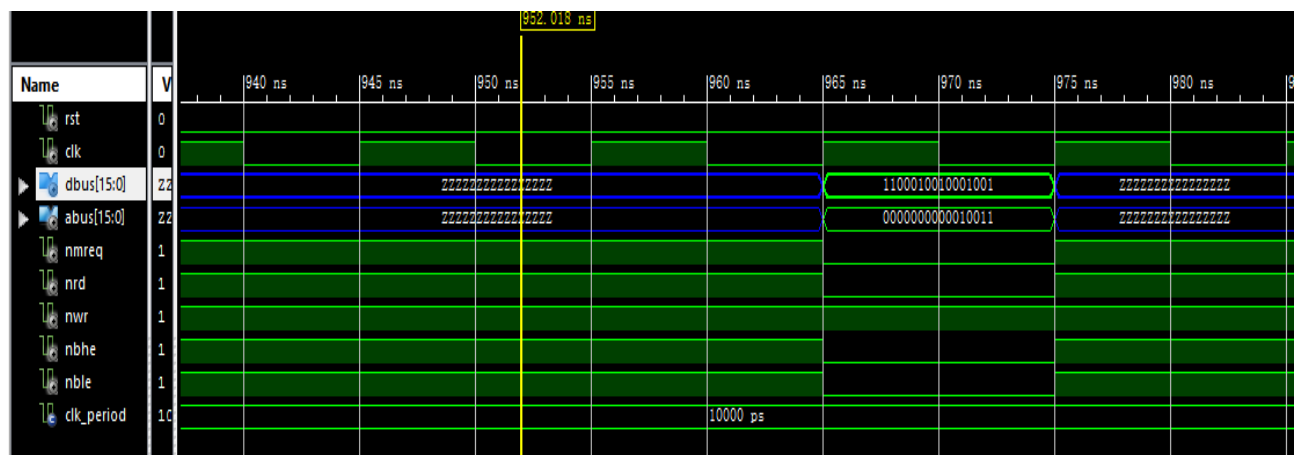 952.018 ns
Name V
940 ns 945 ns 950 ns 955 ns 960 ns 965 ns 970 ns 975 ns 980 ns
rst 0
clk 0
dbus[15:0] ZZ ZZZZZZZZZZZZZZZZ 1100010010001001 ZZZZZZZZZZZZZZZZ
abus[15:0] ZZ ZZZZZZZZZZZZZZZZ 0000000000010011 ZZZZZZZZZZZZZZZZ
nmreq 1
nrd 1
nwr 1
nbhe 1
nble 1
clk_period 10 10000 ps